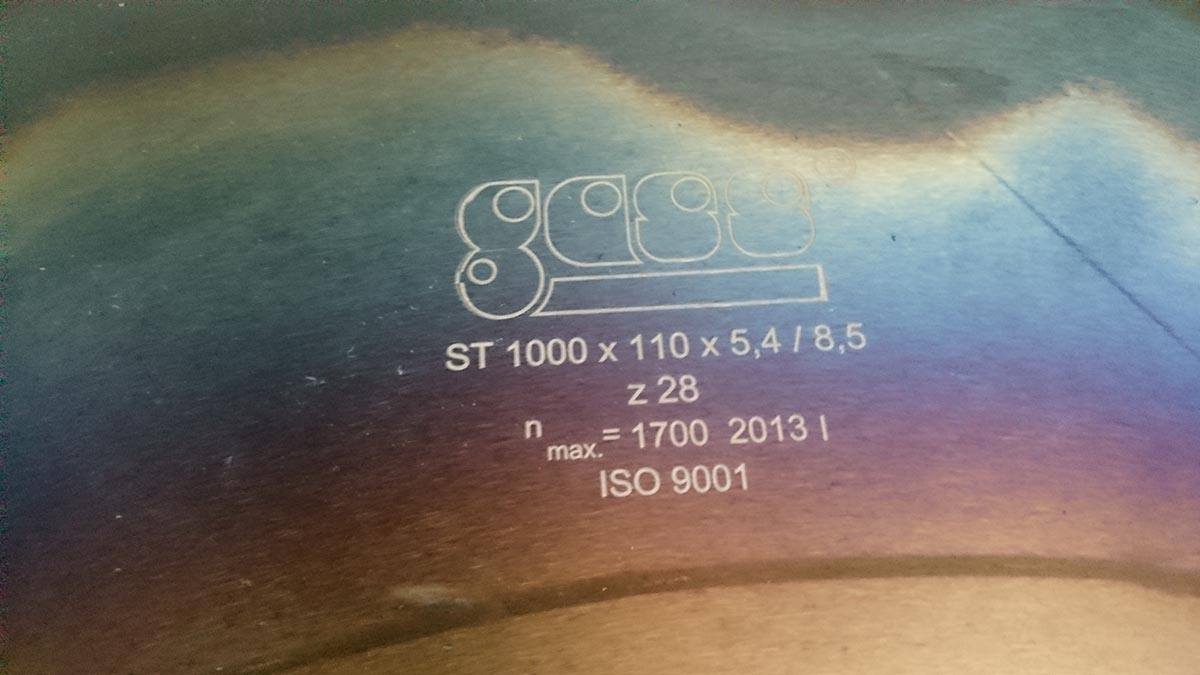 ST 1000 x 110 x 5,4 / 8,5
z 28
n max. = 1700 2013 I
ISO 9001